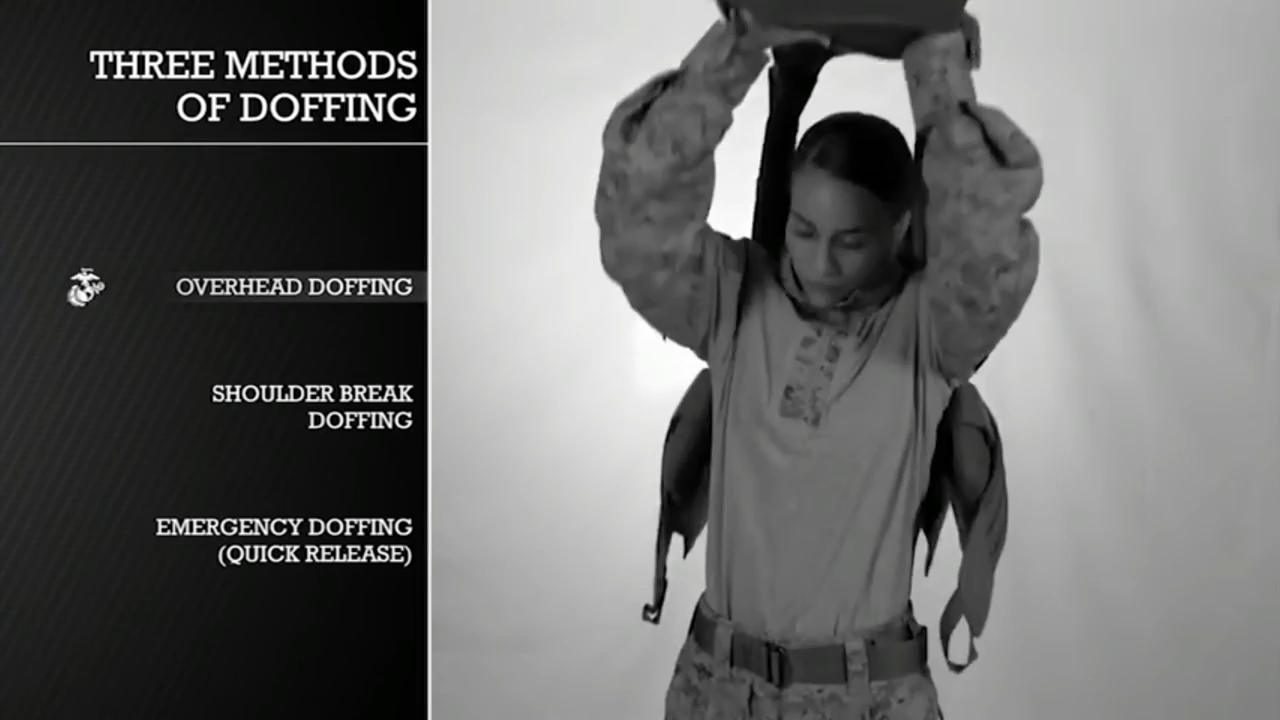 THREE METHODS
OF DOFFING
OVERHEAD DOFFING
SHOULDER BREAK
DOFFING
EMERGENCY DOFFING
(QUICK RELEASE)